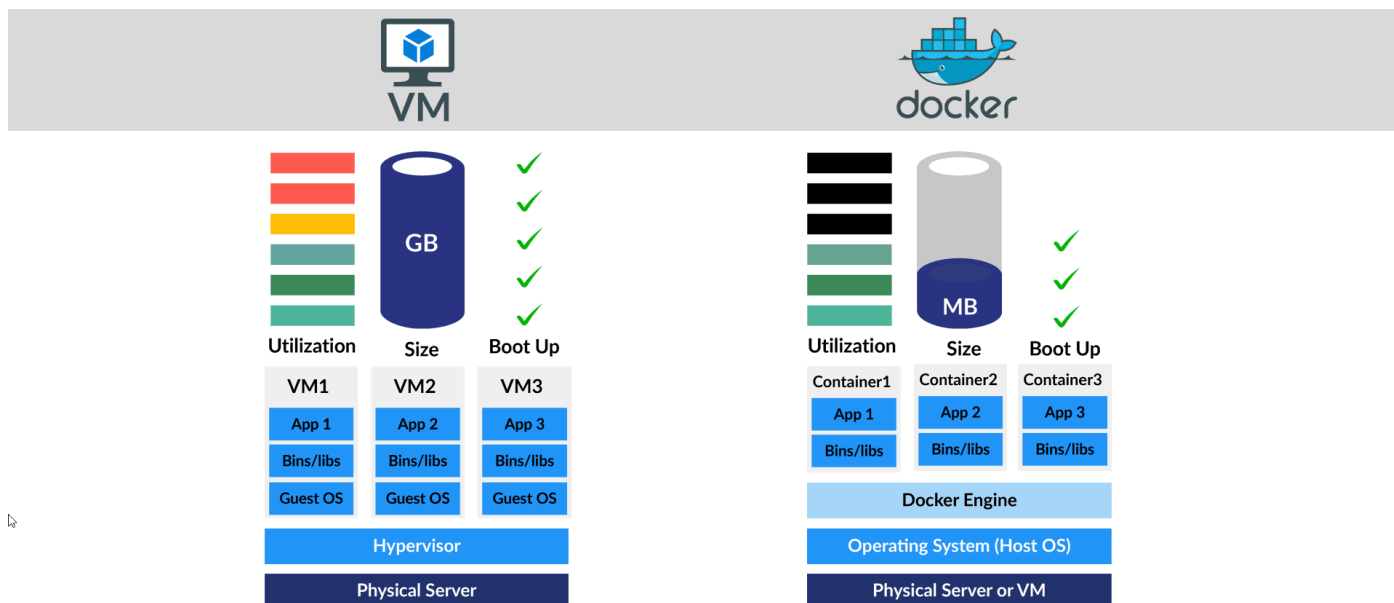 VM
docker
GB
MB
Utilization Size Boot Up
Utilization Size Boot Up
VM1 VM2 VM3
App 1 App 2 App 3
Bins/libs Bins/libs Bins/libs
Guest OS Guest OS Guest OS
Hypervisor
Physical Server
Container1 Container2 Container3
App 1 App 2 App 3
Bins/libs Bins/libs Bins/libs
Docker Engine
Operating System (Host OS)
Physical Server or VM